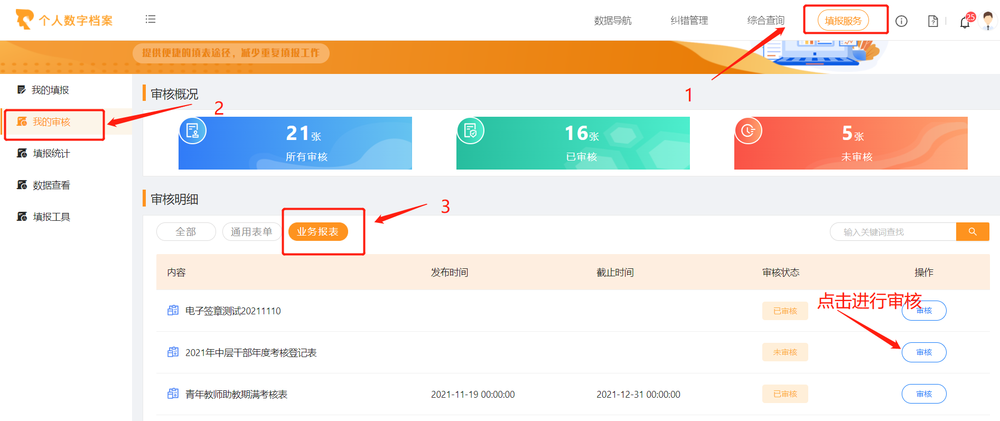 个人数字档案
数据导航
纠错管理
综合查询
填报服务
25
提供便捷的填表途径，减少重复填报工作
1
我的填报
我的审核
填报统计
数据查看
填报工具
2
审核概况
21张
所有审核
16张
已审核
5张
未审核
审核明细
3
全部
通用表单
业务报表
输入关键词查找
内容 发布时间 截止时间 审核状态 操作
点击进行审核
电子签章测试20211110 已审核 审核
2021年中层干部年度考核登记表 未审核 审核
青年教师助教期满考核表 2021-11-19 00:00:00 2021-12-31 00:00:00 已审核 审核